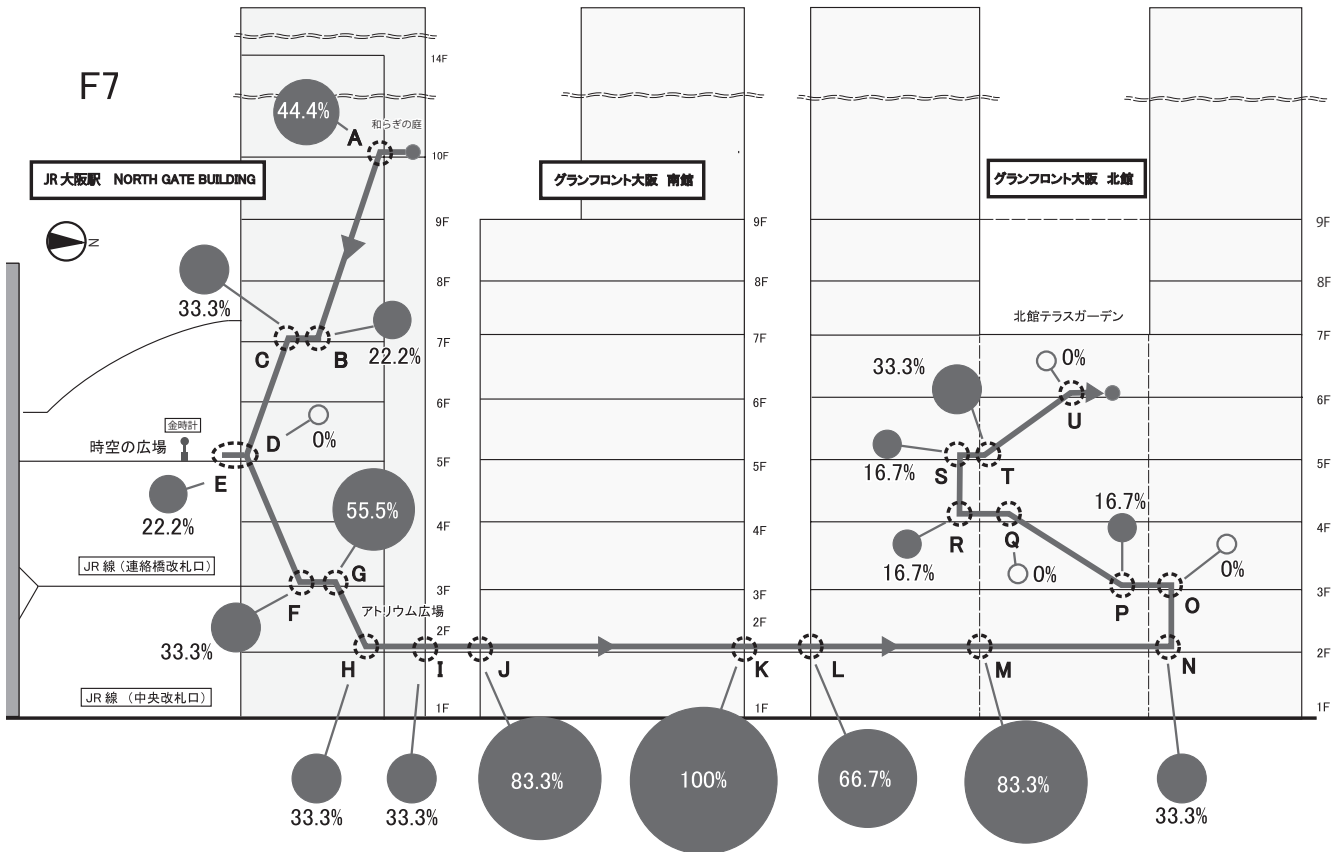 F7
14F
44.4%
A
和らぎの庭
10F
JR 大阪駅 NORTH GATE BUILDING
グランフロント大阪 南館
グランフロント大阪 北館
N
9F
9F
9F
8F
8F
8F
33.3%
22.2%
C
B
7F
7F
7F
北館テラスガーデン
0%
33.3%
U
6F
6F
6F
金時計
時空の広場
D
0%
E
5F
5F
5F
S
T
16.7%
22.2%
55.5%
16.7%
4F
4F
4F
R
Q
16.7%
0%
0%
JR 線 (連絡橋改札口)
F
G
P
O
3F
3F
3F
アトリウム広場
2F
2F
33.3%
H
I
J
K
L
M
N
2F
JR 線 (中央改札口)
1F
1F
1F
83.3%
100%
66.7%
83.3%
33.3%
33.3%
33.3%